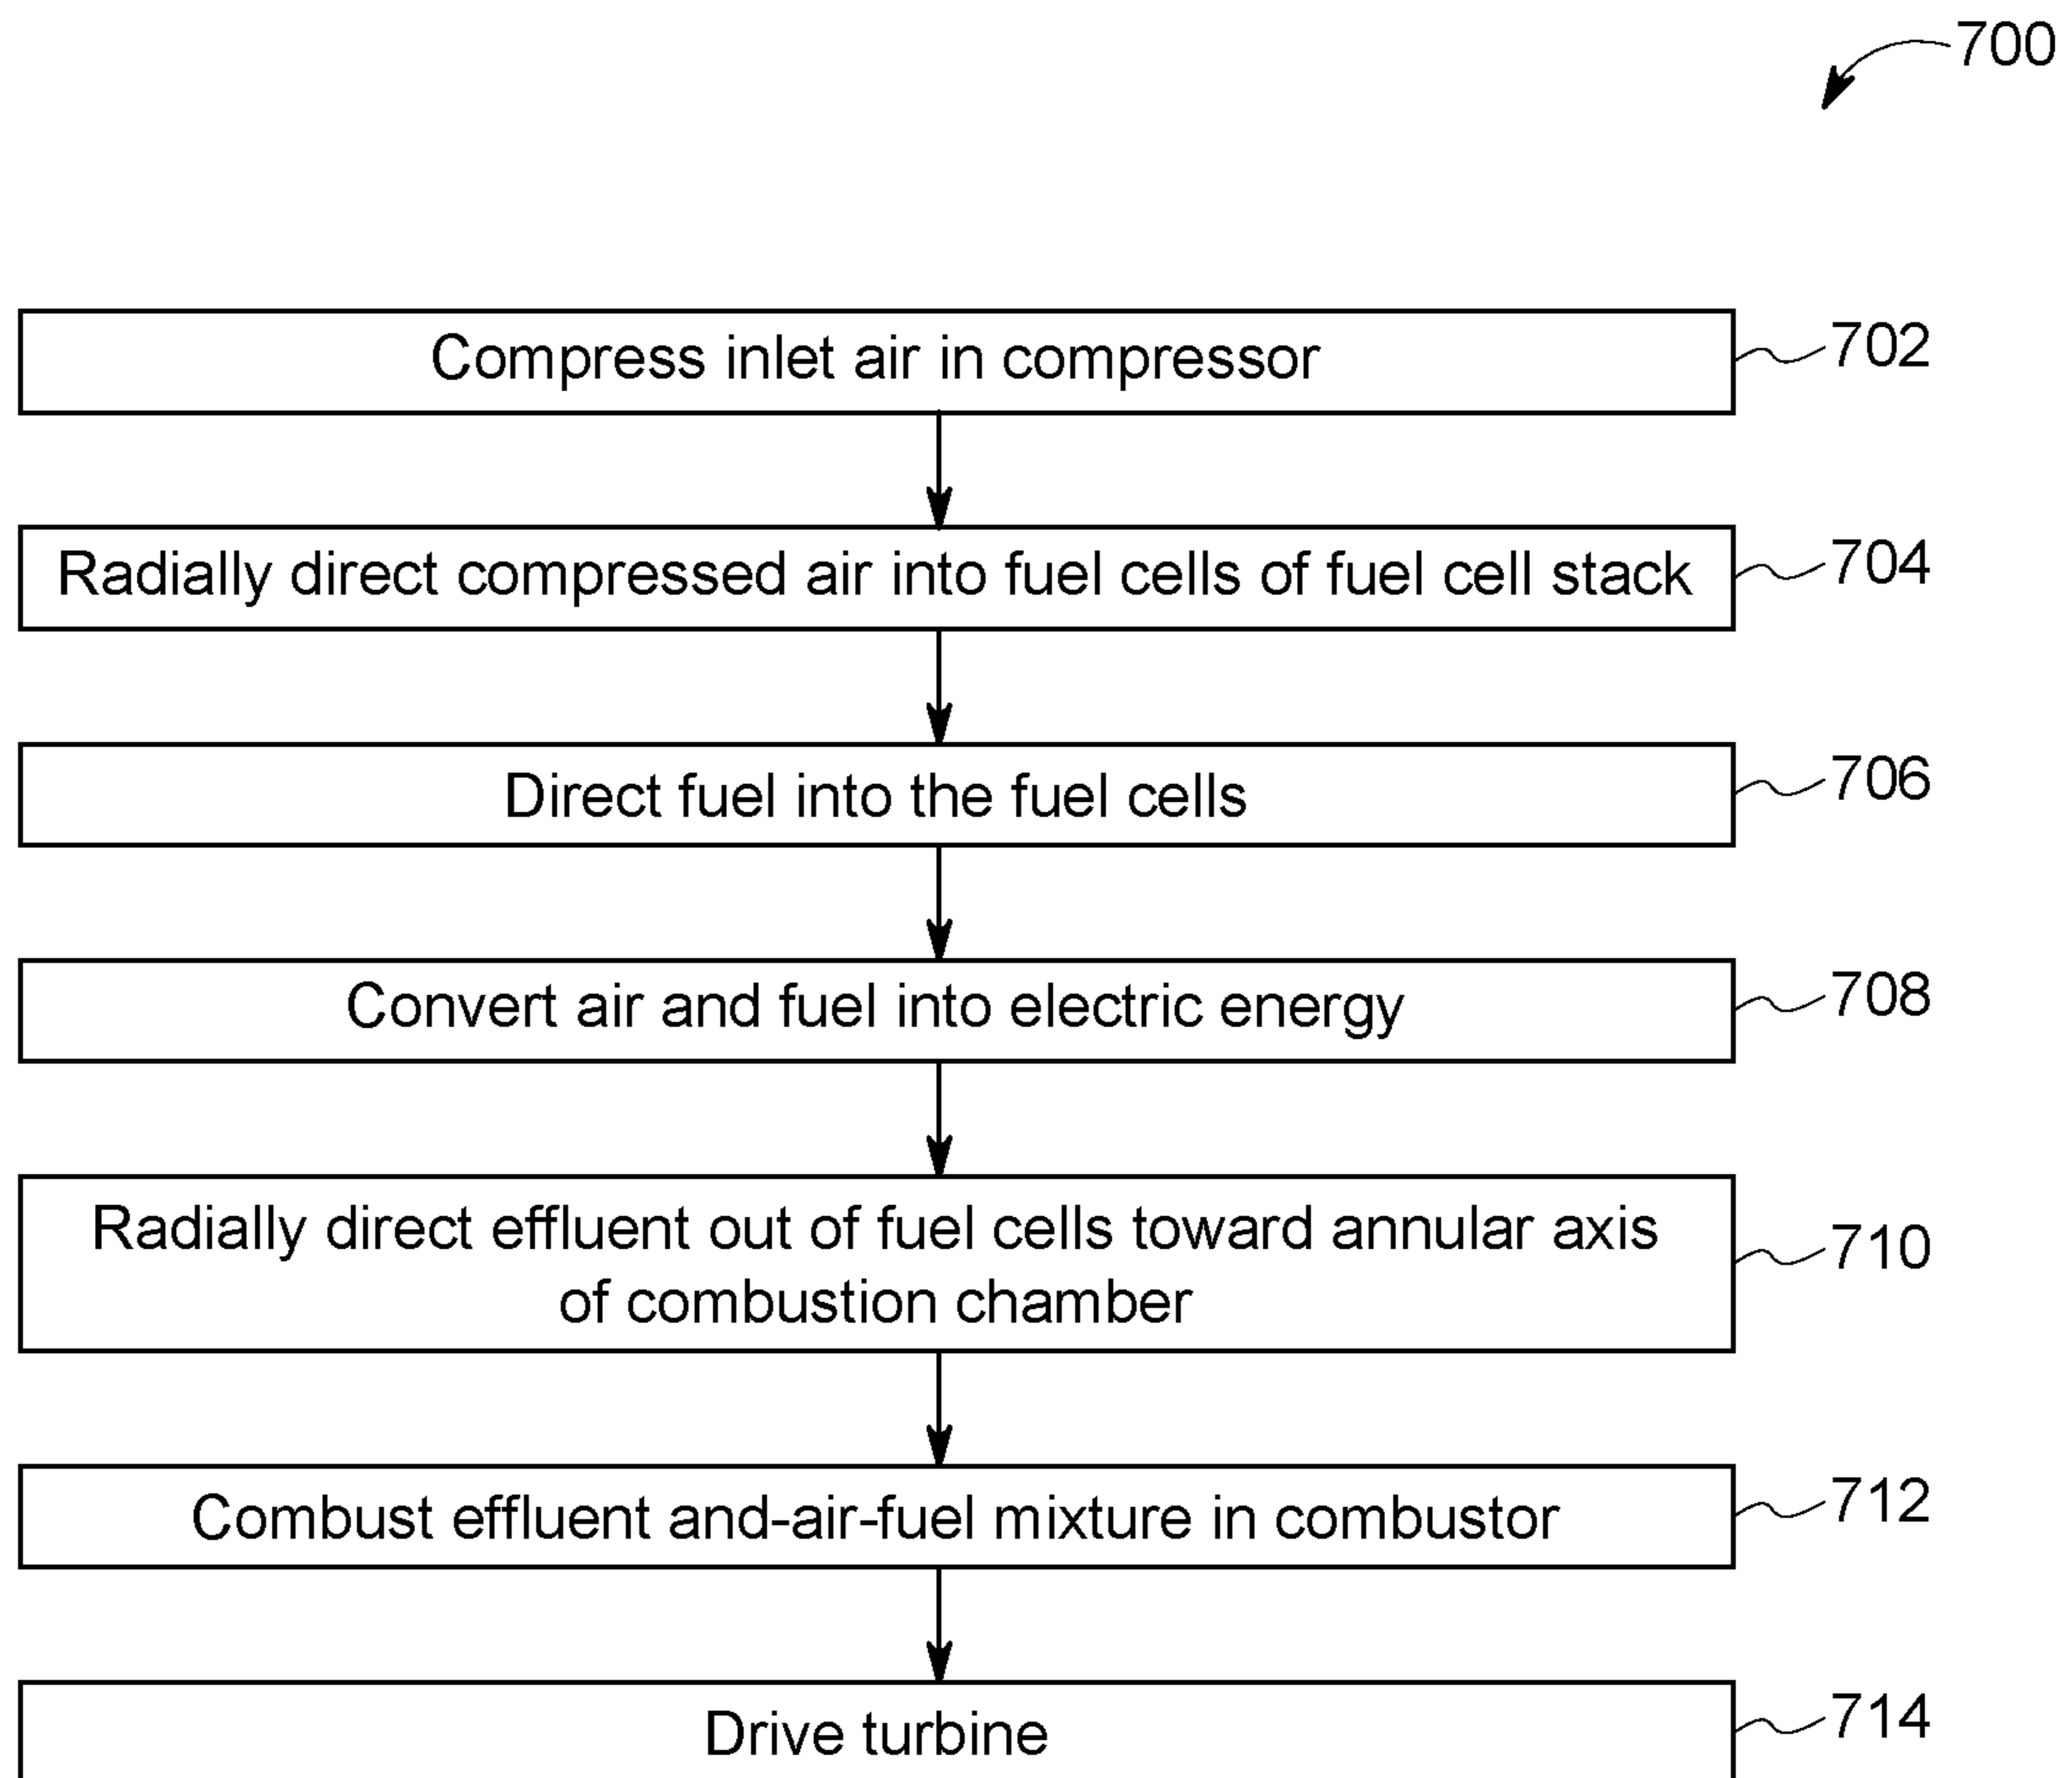 700
Compress inlet air in compressor
702
Radially direct compressed air into fuel cells of fuel cell stack
704
Direct fuel into the fuel cells
706
Convert air and fuel into electric energy
708
Radially direct effluent out of fuel cells toward annular axis
of combustion chamber
710
Combust effluent and-air-fuel mixture in combustor
712
Drive turbine
714